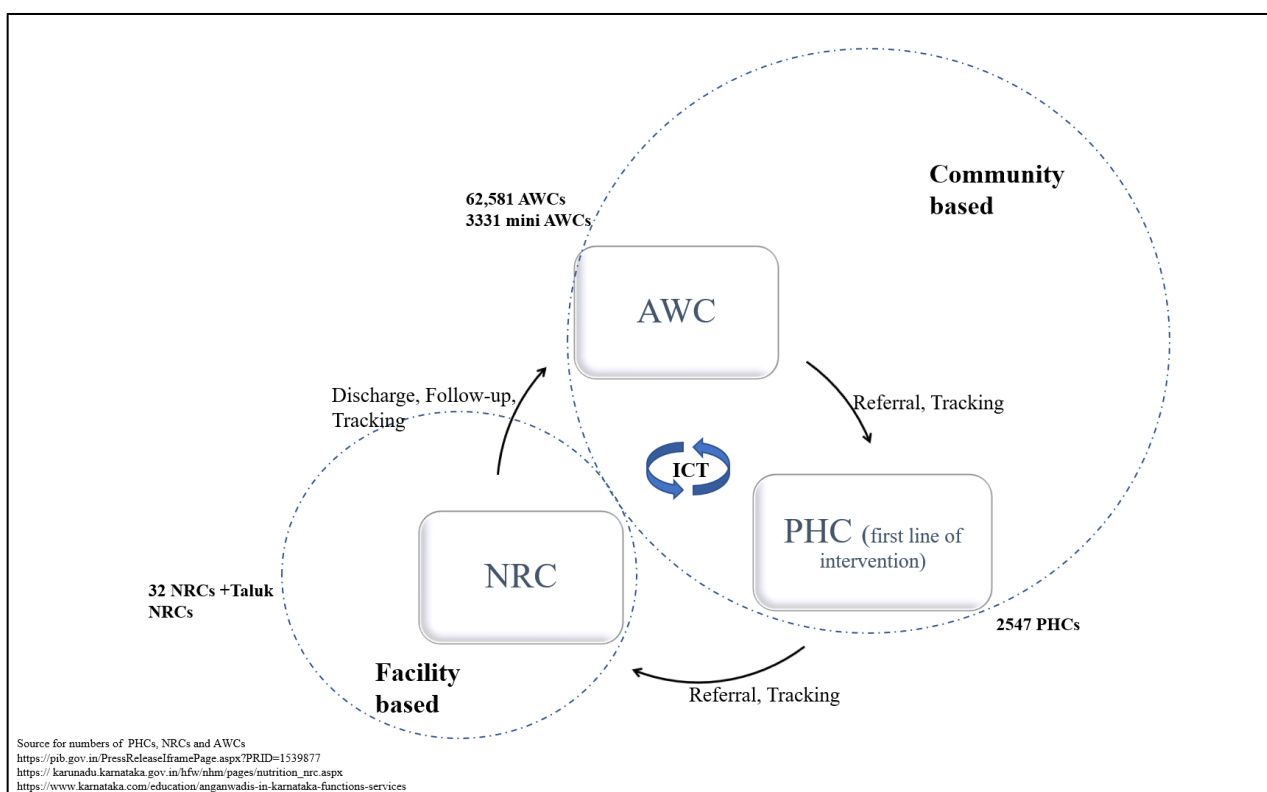 Community
based
62,581 AWCs
3331 mini AWCs
AWC
Discharge, Follow-up,
Tracking
Referral, Tracking
ICT
PHC (first line of
intervention)
NRC
32 NRCs +Taluk
NRCs
2547 PHCs
Facility
based
Referral, Tracking
Source for numbers of PHCs, NRCs and AWCs
https://pib.gov.in/PressReleaseIframePage.aspx?PRID=1539877
https:// karunadu.karnataka.gov.in/hfw/nhm/pages/nutrition_nrc.aspx
https://www.karnataka.com/education/anganwadis-in-karnataka-functions-services